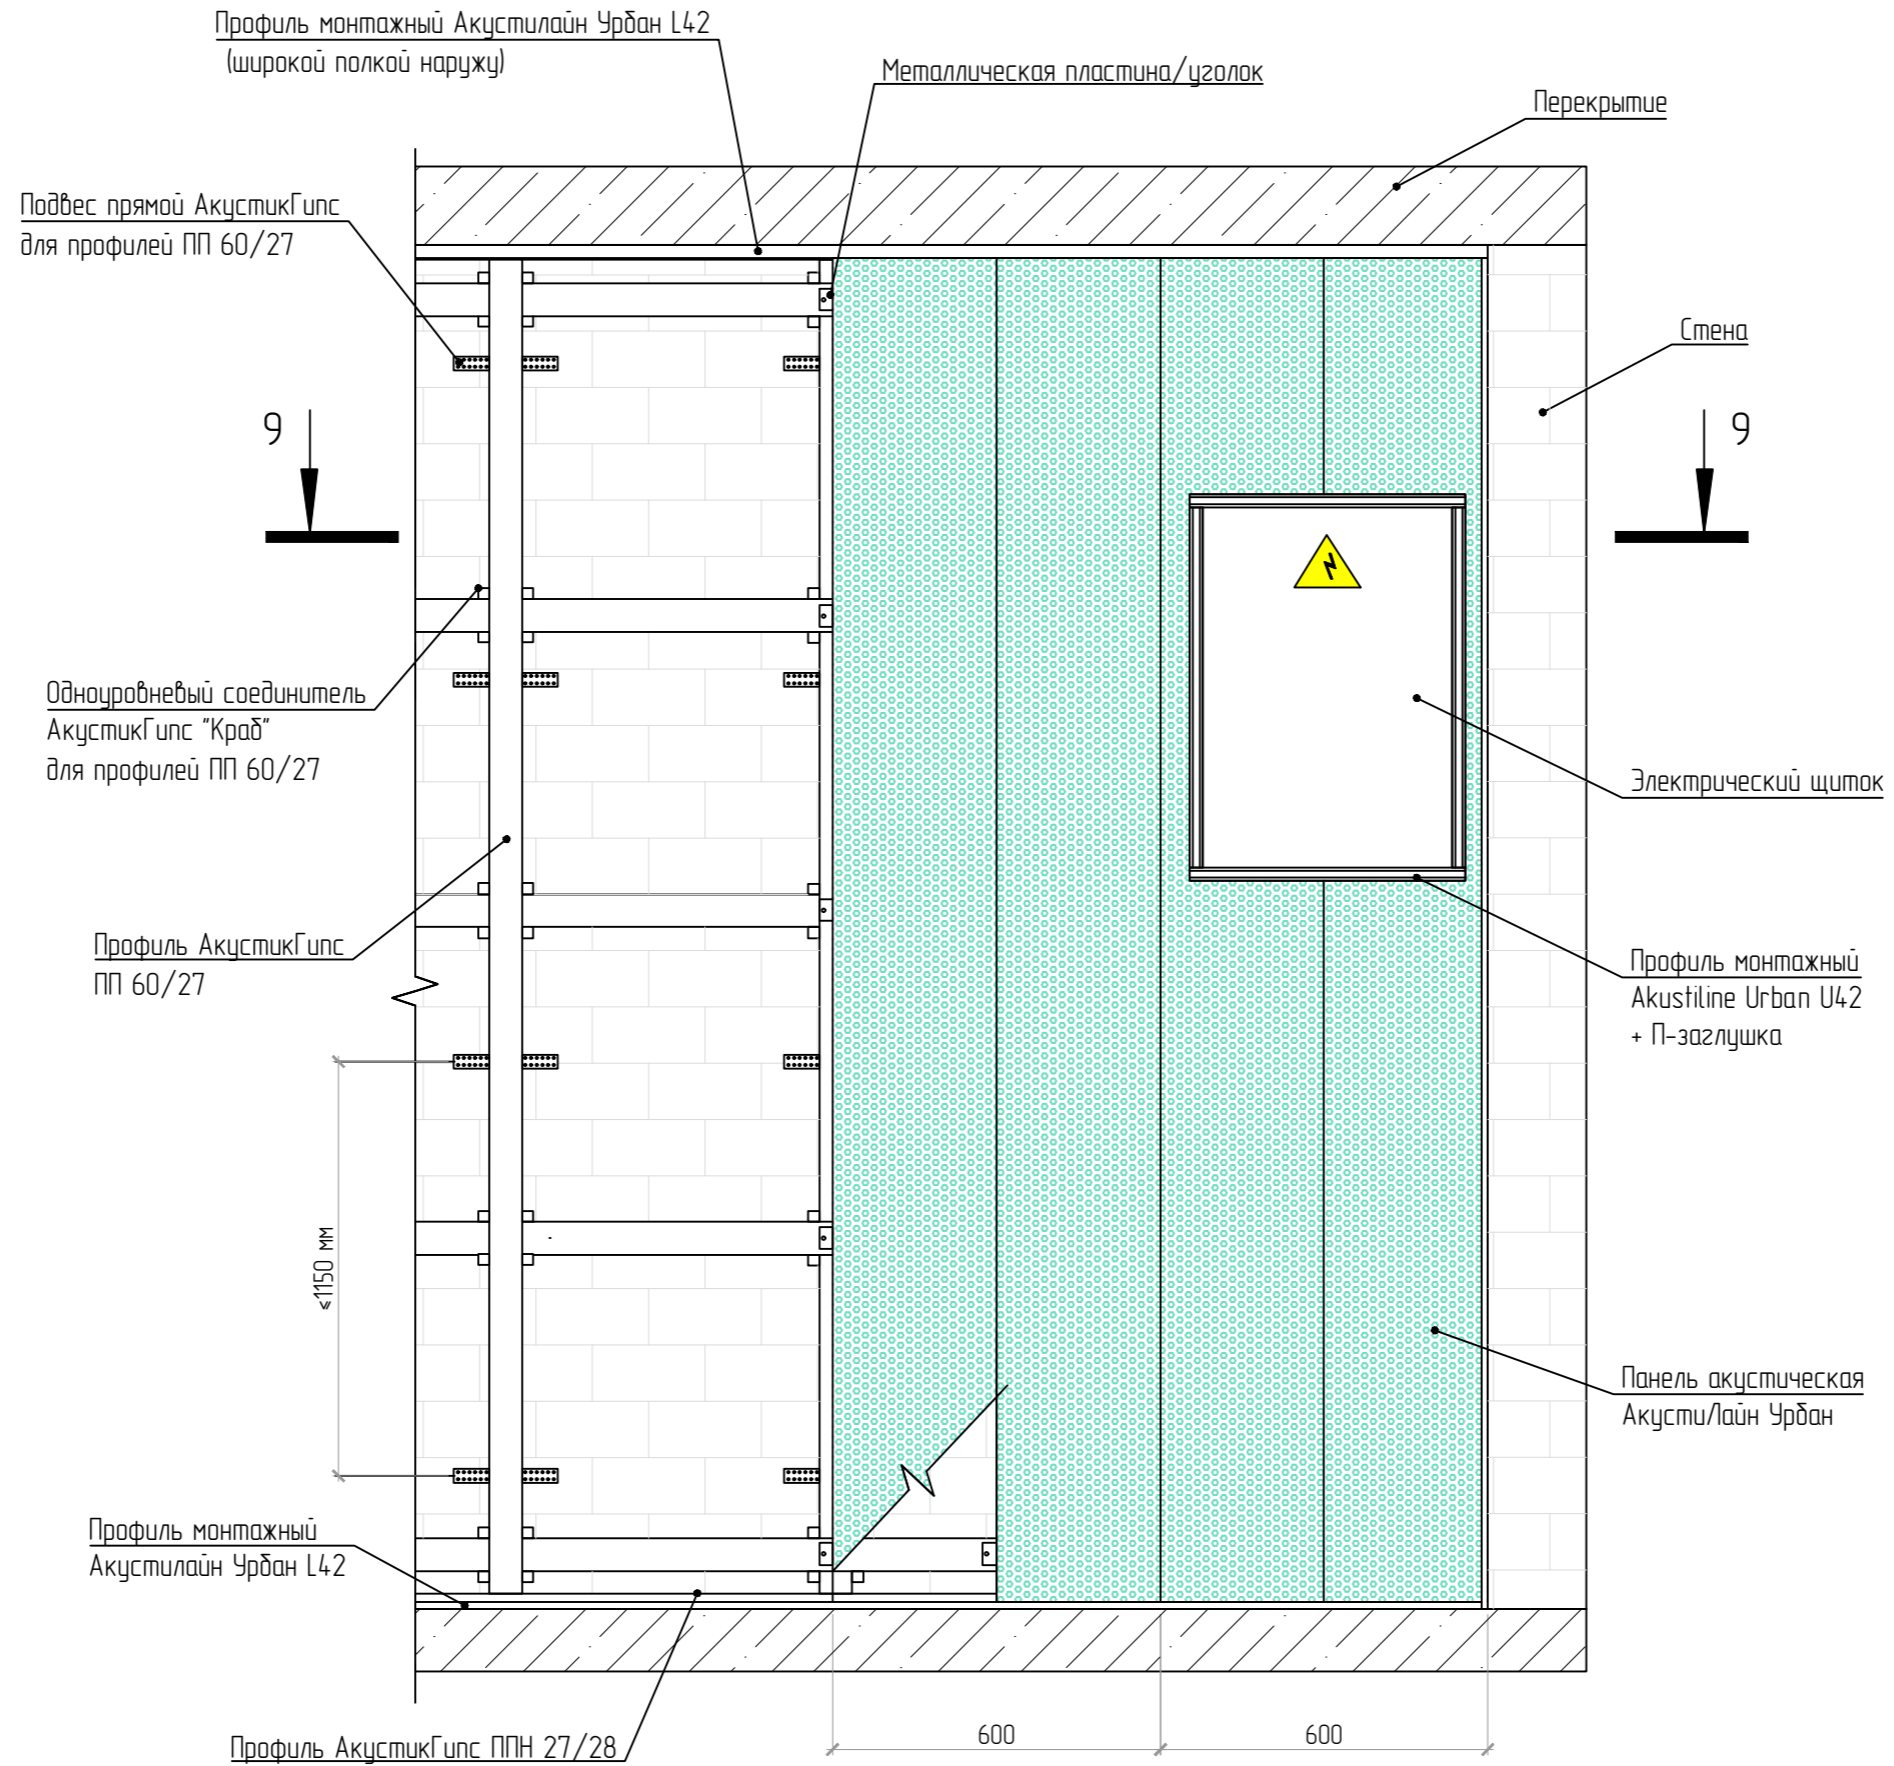 Профиль монтажный Акустилайн Урбан L42
(широкой полкой наружу)
Металлическая пластина/уголок
Перекрытие
Подвес прямой АкустикГипс
для профилей ПП 60/27
Стена
9
9
Одноуровневый соединитель
АкустикГипс "Краб"
для профилей ПП 60/27
Электрический щиток
Профиль АкустикГипс
ПП 60/27
Профиль монтажный
Akustiline Urban U42
+ П-заглушка
≤1150 мм
Панель акустическая
АкустиЛайн Урбан
Профиль монтажный
Акустилайн Урбан L42
Профиль АкустикГипс ППН 27/28
600
600